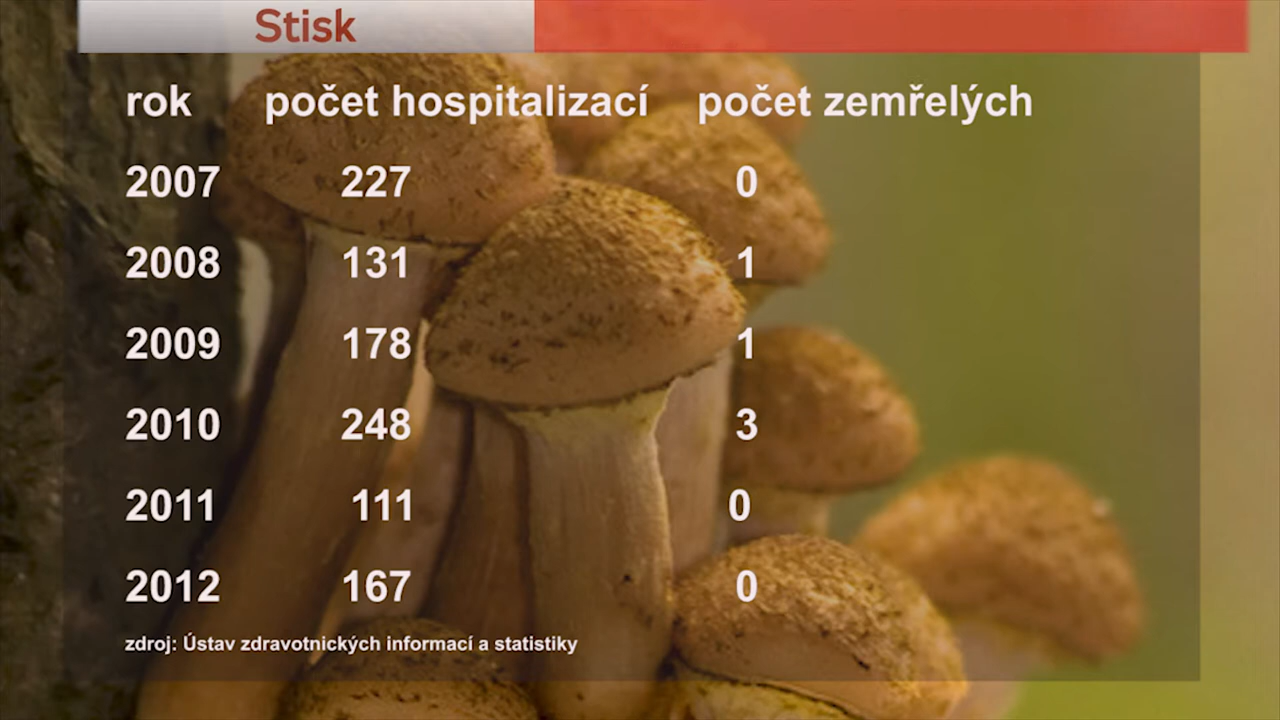 Stisk
rok počet hospitalizací počet zemřelých
2007 227 0
2008 131 1
2009 178 1
2010 248 3
2011 111 0
2012 167 0
zdroj: Ústav zdravotnických informací a statistiky